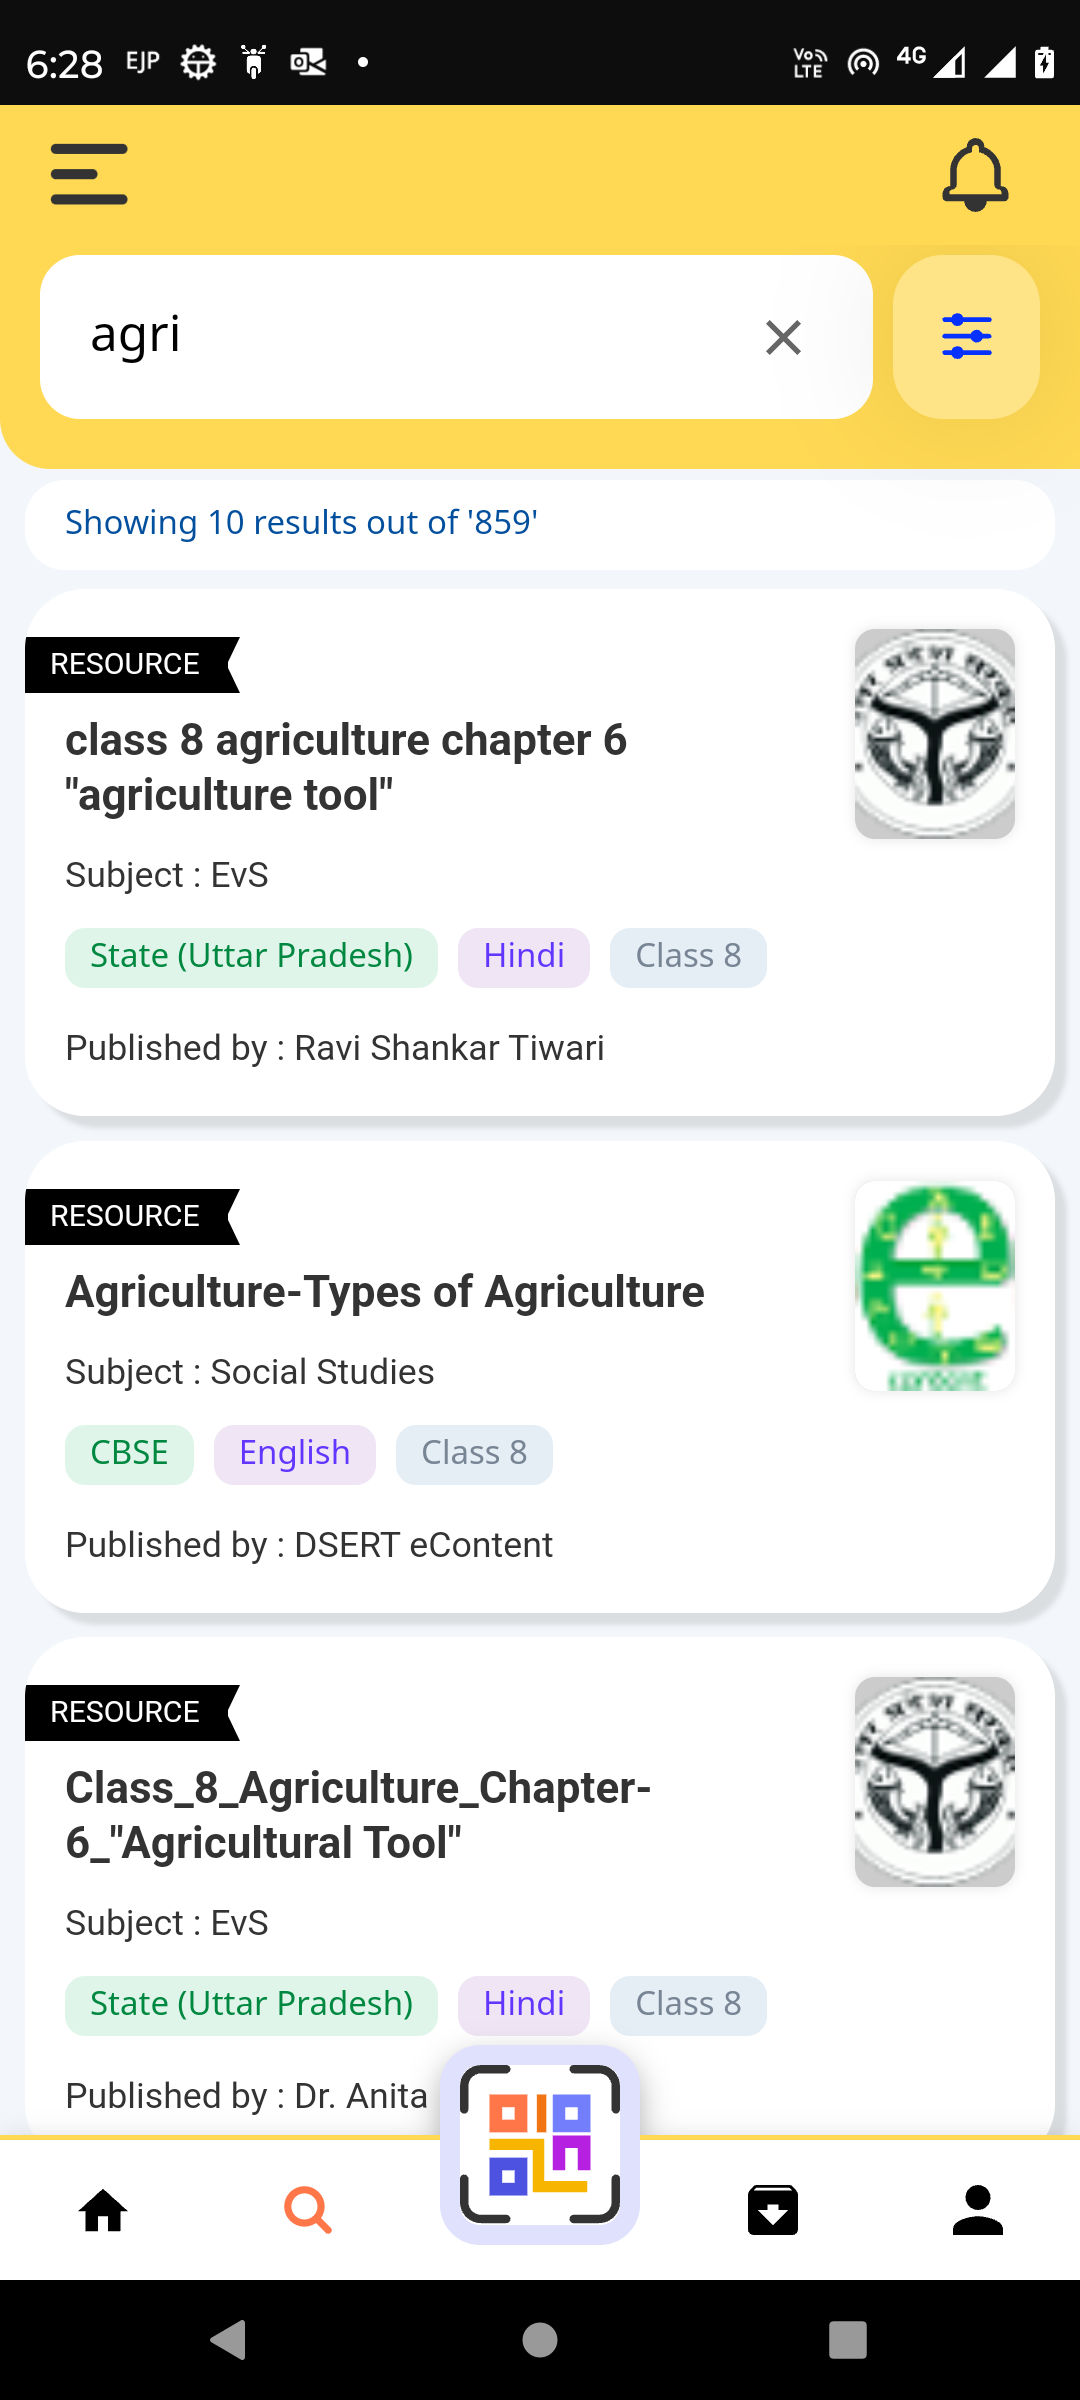 6:28 EJP Vo LTE 4G
agri
Showing 10 results out of '859'
RESOURCE
class 8 agriculture chapter 6
"agriculture tool"
Subject : EvS
State (Uttar Pradesh) Hindi Class 8
Published by : Ravi Shankar Tiwari
RESOURCE
Agriculture-Types of Agriculture
Subject : Social Studies
CBSE English Class 8
Published by : DSERT eContent
RESOURCE
Class_8_Agriculture_Chapter-
6_"Agricultural Tool"
Subject : EvS
State (Uttar Pradesh) Hindi Class 8
Published by : Dr. Anita